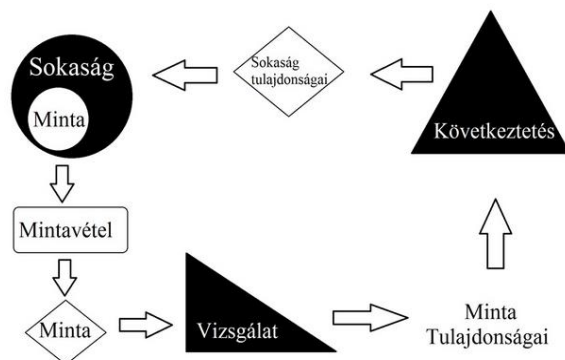 Sokaság
Minta
Mintavétel
Minta
Vizsgálat
Minta
Tulajdonságai
Következtetés
Sokaság
tulajdonságai